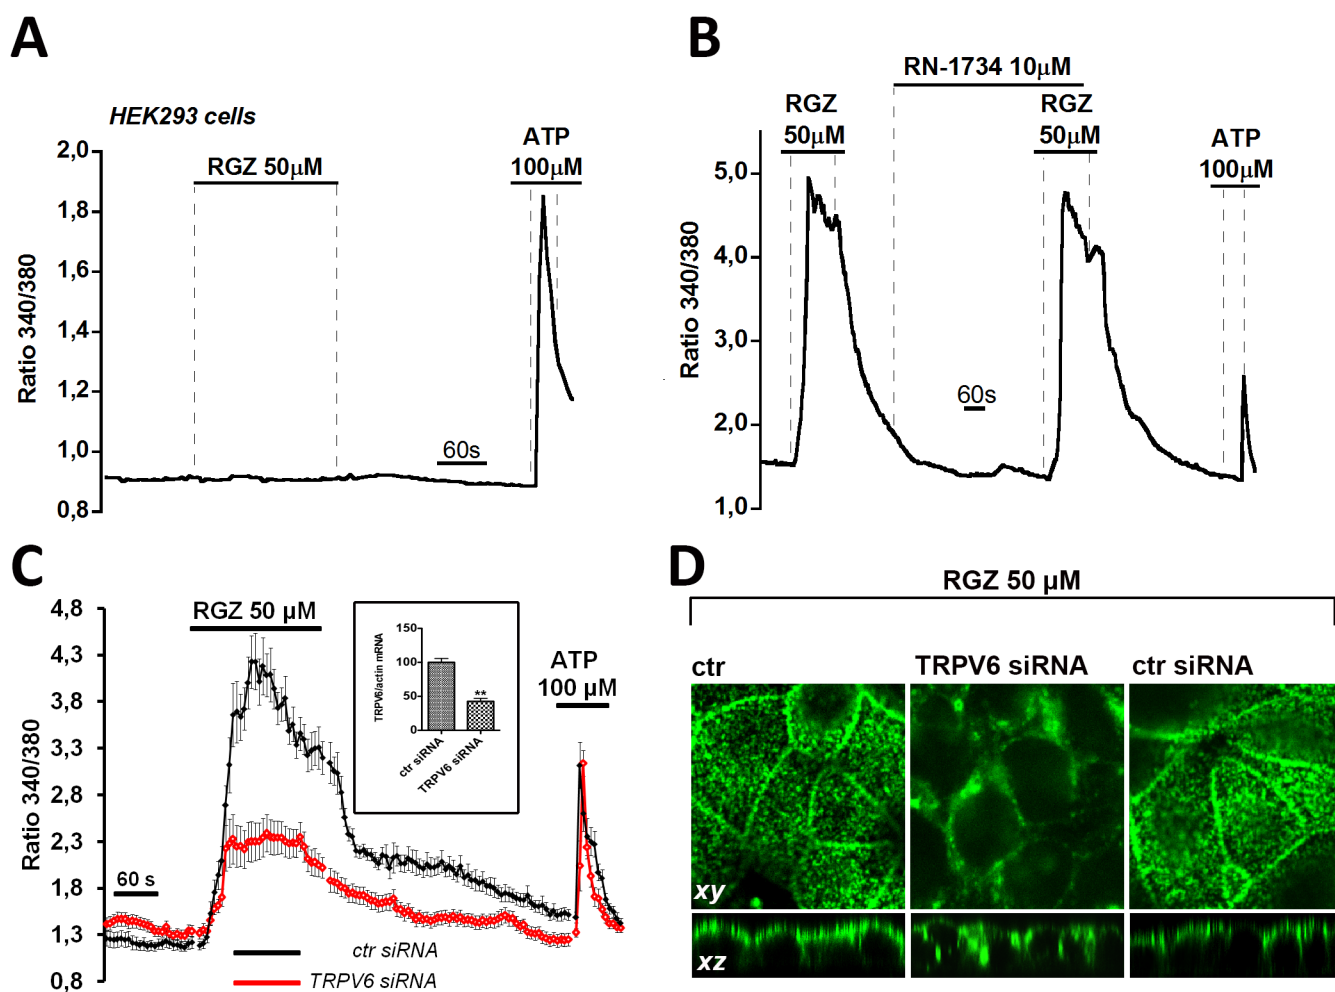 A
HEK293 cells
RGZ 50μM
ATP
100μM
2,0
1,8
1,6
1,4
1,2
1,0
0,8
Ratio 340/380
60s
B
RN-1734 10μM
RGZ
50μM
RGZ
50μM
ATP
100μM
5,0
4,0
3,0
2,0
1,0
Ratio 340/380
60s
C
RGZ 50 μM
ATP
100 μM
4,8
4,3
3,8
3,3
2,8
2,3
1,8
1,3
0,8
Ratio 340/380
60 s
150
100
50
0
TRPV6/actin mRNA
**
ctr siRNA
TRPV6 siRNA
ctr siRNA
TRPV6 siRNA
D
RGZ 50 μM
ctr
TRPV6 siRNA
ctr siRNA
xy
xz